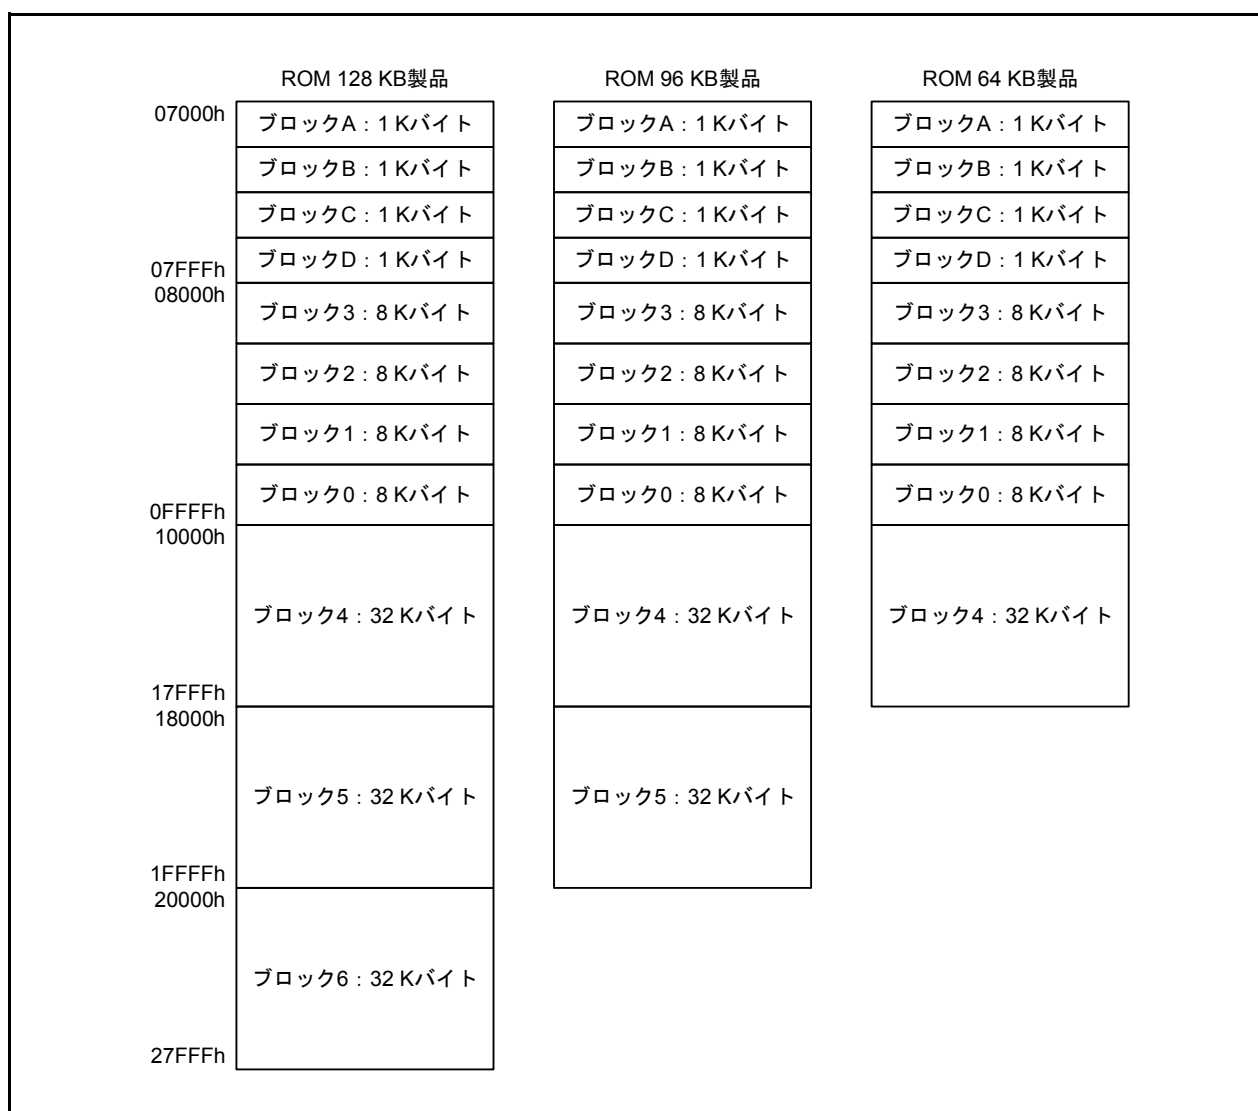 ROM 128 KB製品
ROM 96 KB製品
ROM 64 KB製品
07000h
ブロックA：1 Kバイト
ブロックA：1 Kバイト
ブロックA：1 Kバイト
ブロックB：1 Kバイト
ブロックB：1 Kバイト
ブロックB：1 Kバイト
ブロックC：1 Kバイト
ブロックC：1 Kバイト
ブロックC：1 Kバイト
ブロックD：1 Kバイト
ブロックD：1 Kバイト
ブロックD：1 Kバイト
07FFFh
08000h
ブロック3：8 Kバイト
ブロック3：8 Kバイト
ブロック3：8 Kバイト
ブロック2：8 Kバイト
ブロック2：8 Kバイト
ブロック2：8 Kバイト
ブロック1：8 Kバイト
ブロック1：8 Kバイト
ブロック1：8 Kバイト
ブロック0：8 Kバイト
ブロック0：8 Kバイト
ブロック0：8 Kバイト
0FFFFh
10000h
ブロック4：32 Kバイト
ブロック4：32 Kバイト
ブロック4：32 Kバイト
17FFFh
18000h
ブロック5：32 Kバイト
ブロック5：32 Kバイト
1FFFFh
20000h
ブロック6：32 Kバイト
27FFFh